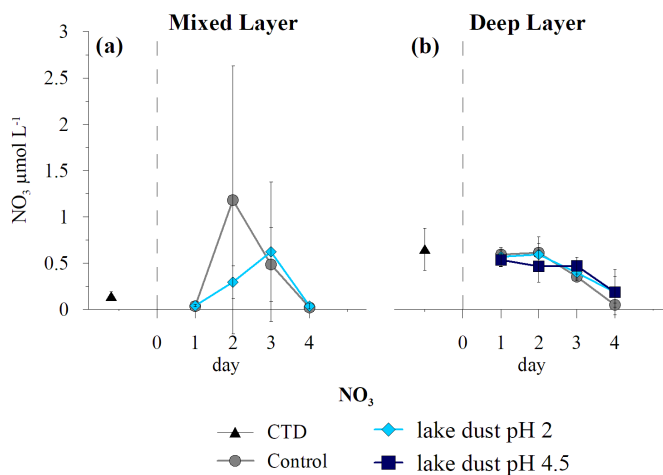 Mixed Layer
Deep Layer
(a)
(b)
3
2.5
2
1.5
1
0.5
0
NO3 µmol L-1
0 1 2 3 4
day
0 1 2 3 4
day
NO3
CTD
Control
lake dust pH 2
lake dust pH 4.5